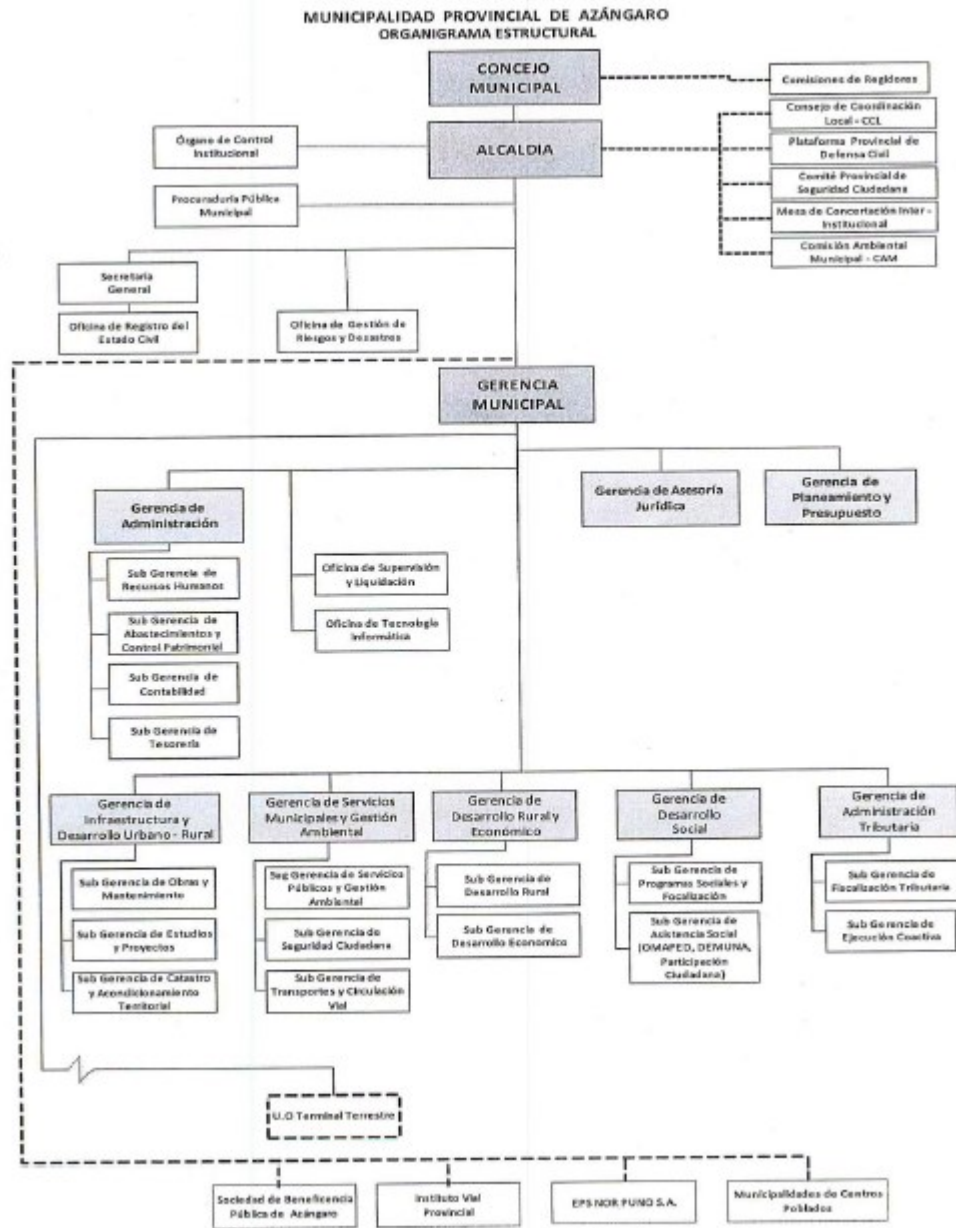 MUNICIPALIDAD PROVINCIAL DE AZÁNGARO
ORGANIGRAMA ESTRUCTURAL
CONCEJO
MUNICIPAL
Comisiones de Regidores
ALCALDIA
Órgano de Control
Institucional
Procuraduría Pública
Municipal
Consejo de Coordinación
Local - CCL
Plataforma Provincial de
Defensa Civil
Comité Provincial de
Seguridad Ciudadana
Mesa de Concertación Inter -
Institucional
Comisión Ambiental
Municipal - CAM
Secretaria
General
Oficina de Registro del
Estado Civil
Oficina de Gestión de
Riesgos y Desastres
GERENCIA
MUNICIPAL
Gerencia de Asesoría
Jurídica
Gerencia de
Planeamiento y
Presupuesto
Gerencia de
Administración
Sub Gerencia de
Recursos Humanos
Sub Gerencia de
Abastecimientos y
Control Patrimonial
Sub Gerencia de
Contabilidad
Sub Gerencia de
Tesorería
Oficina de Supervisión
y Liquidación
Oficina de Tecnología
Informática
Gerencia de
Infraestructura y
Desarrollo Urbano - Rural
Sub Gerencia de Obras y
Mantenimiento
Sub Gerencia de Estudios
y Proyectos
Sub Gerencia de Catastro
y Acondicionamiento
Territorial
Gerencia de Servicios
Municipales y Gestión
Ambiental
Seg Gerencia de Servicios
Públicos y Gestión
Ambiental
Sub Gerencia de
Seguridad Ciudadana
Sub Gerencia de
Transportes y Circulación
Vial
Gerencia de
Desarrollo Rural y
Económico
Sub Gerencia de
Desarrollo Rural
Sub Gerencia de
Desarrollo Economico
Gerencia de
Desarrollo
Social
Sub Gerencia de
Programas Sociales y
Focalización
Sub Gerencia de
Asistencia Social
(OMAPED, DEMUNA,
Participación
Ciudadana)
Gerencia de
Administración
Tributaria
Sub Gerencia de
Fiscalización Tributaria
Sub Gerencia de
Ejecución Coactiva
U.O Terminal Terrestre
Sociedad de Beneficencia
Pública de Azángaro
Instituto Vial
Provincial
EPS NOR PUNO S.A.
Municipalidades de Centros
Poblados